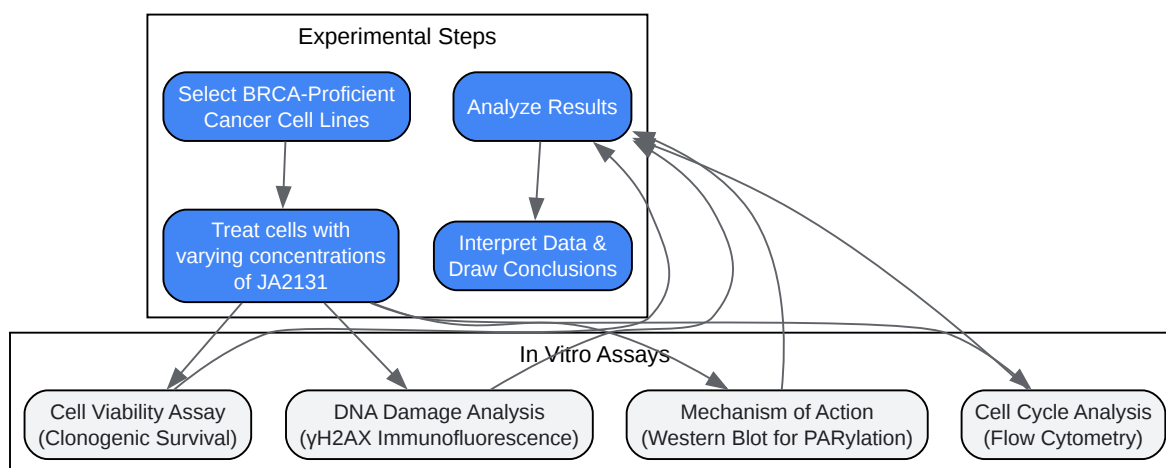 Experimental Steps
Select BRCA-Proficient
Cancer Cell Lines
Analyze Results
Treat cells with
varying concentrations
of JA2131
Interpret Data &
Draw Conclusions
In Vitro Assays
Cell Viability Assay
(Clonogenic Survival)
DNA Damage Analysis
(γH2AX Immunofluorescence)
Mechanism of Action
(Western Blot for PARylation)
Cell Cycle Analysis
(Flow Cytometry)